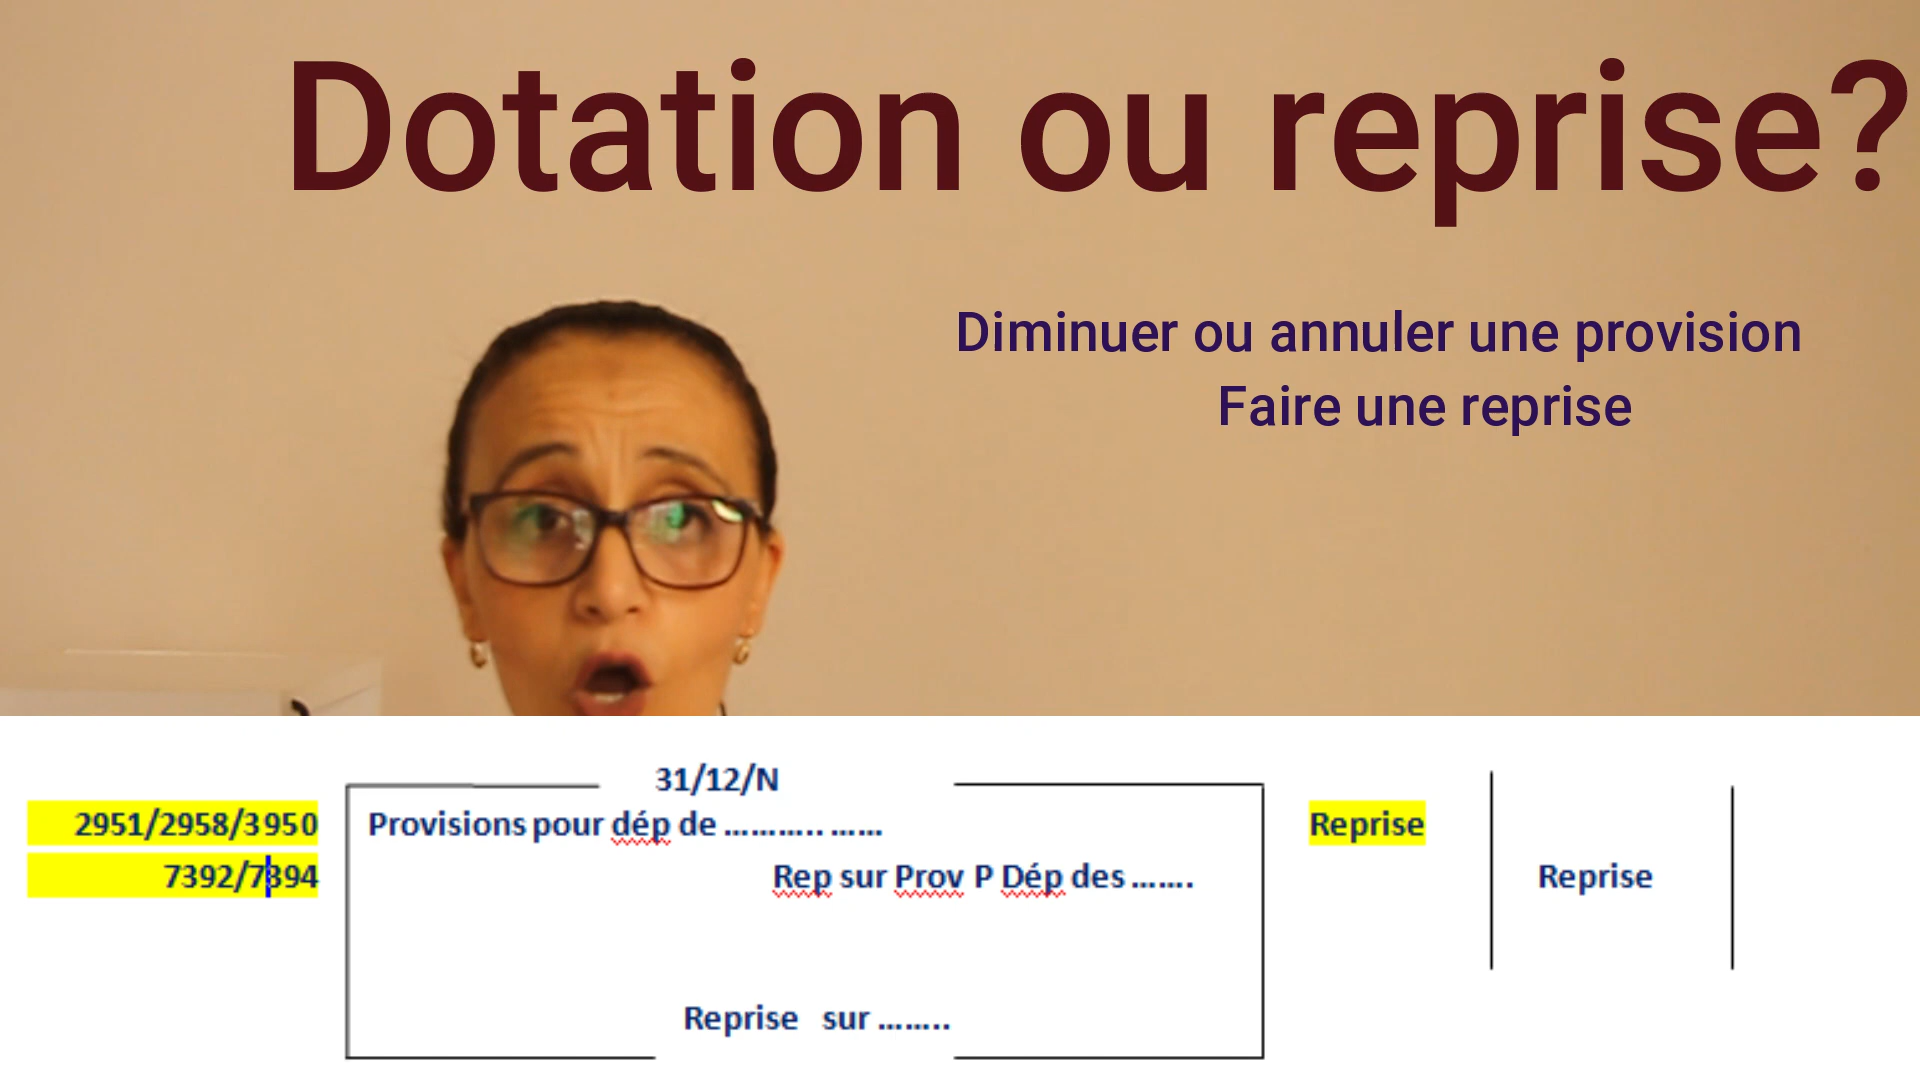 Dotation ou reprise?
Diminuer ou annuler une provision
Faire une reprise
31/12/N
2951/2958/3950 Provisions pour dép de ……….. …… Reprise
7392/7394 Rep sur Prov P Dép des ……. Reprise
Reprise sur ……..